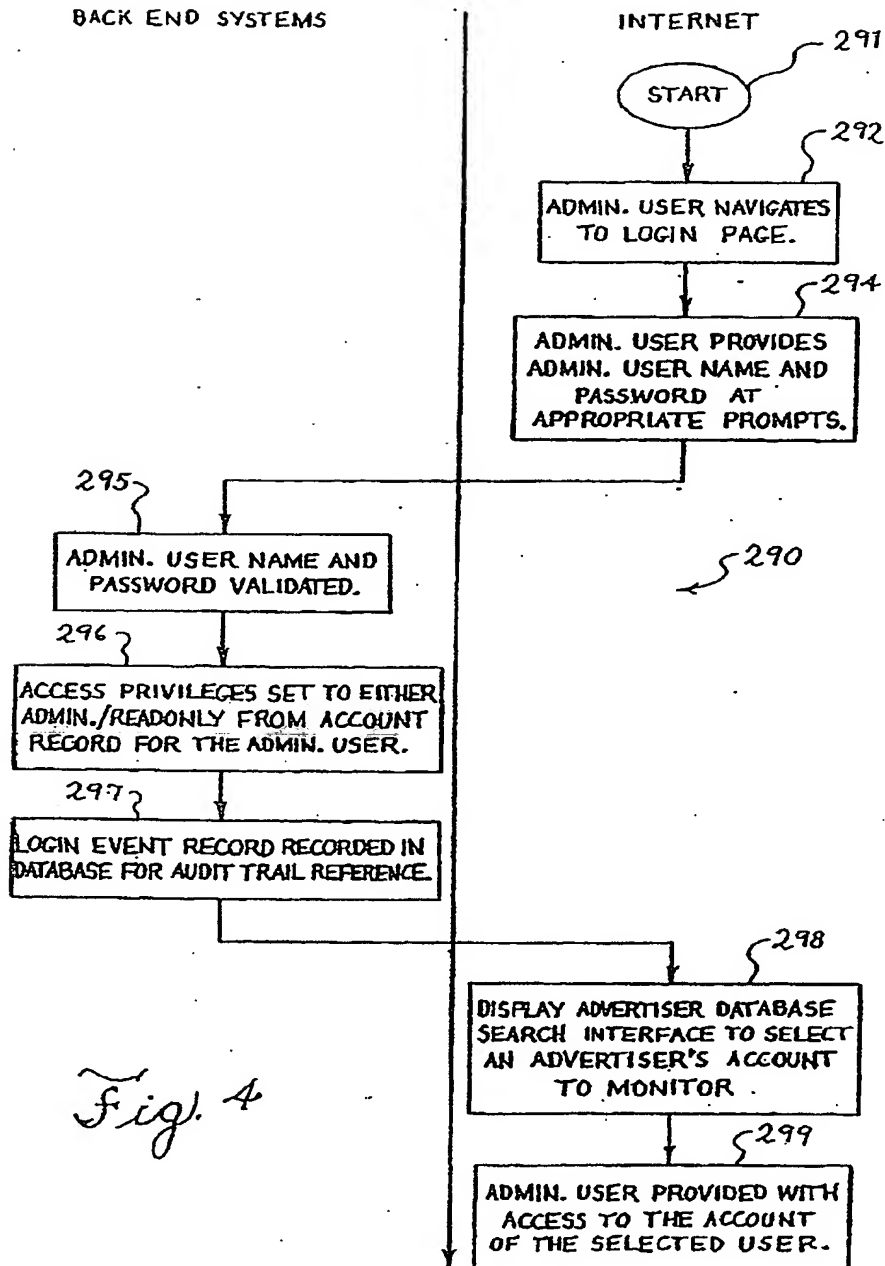 BACK END SYSTEMS
INTERNET
291
START
292
ADMIN. USER NAVIGATES
TO LOGIN PAGE.
294
ADMIN. USER PROVIDES
ADMIN. USER NAME AND
PASSWORD AT
APPROPRIATE PROMPTS.
295
ADMIN. USER NAME AND
PASSWORD VALIDATED.
290
296
ACCESS PRIVILEGES SET TO EITHER
ADMIN./READONLY FROM ACCOUNT
RECORD FOR THE ADMIN. USER.
297
LOGIN EVENT RECORD RECORDED IN
DATABASE FOR AUDIT TRAIL REFERENCE.
298
DISPLAY ADVERTISER DATABASE
SEARCH INTERFACE TO SELECT
AN ADVERTISER'S ACCOUNT
TO MONITOR
Fig. 4
299
ADMIN. USER PROVIDED WITH
ACCESS TO THE ACCOUNT
OF THE SELECTED USER.